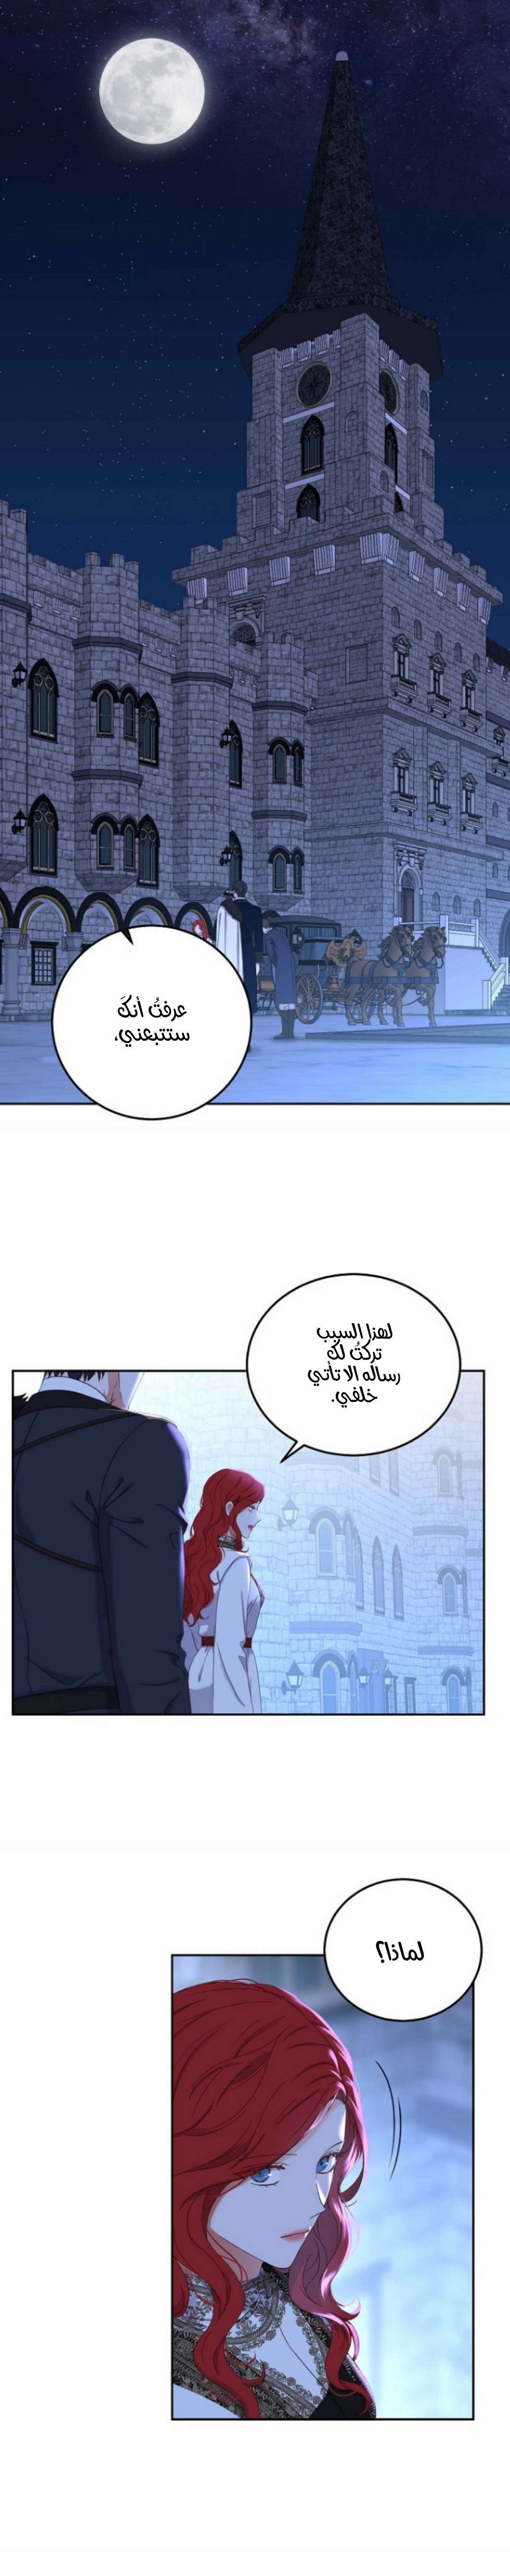 عرفتُ أنكَ
ستتبعني،
لهذا السبب
تركتُ لك
رساله الا تأتي
خلفي.
لماذا؟